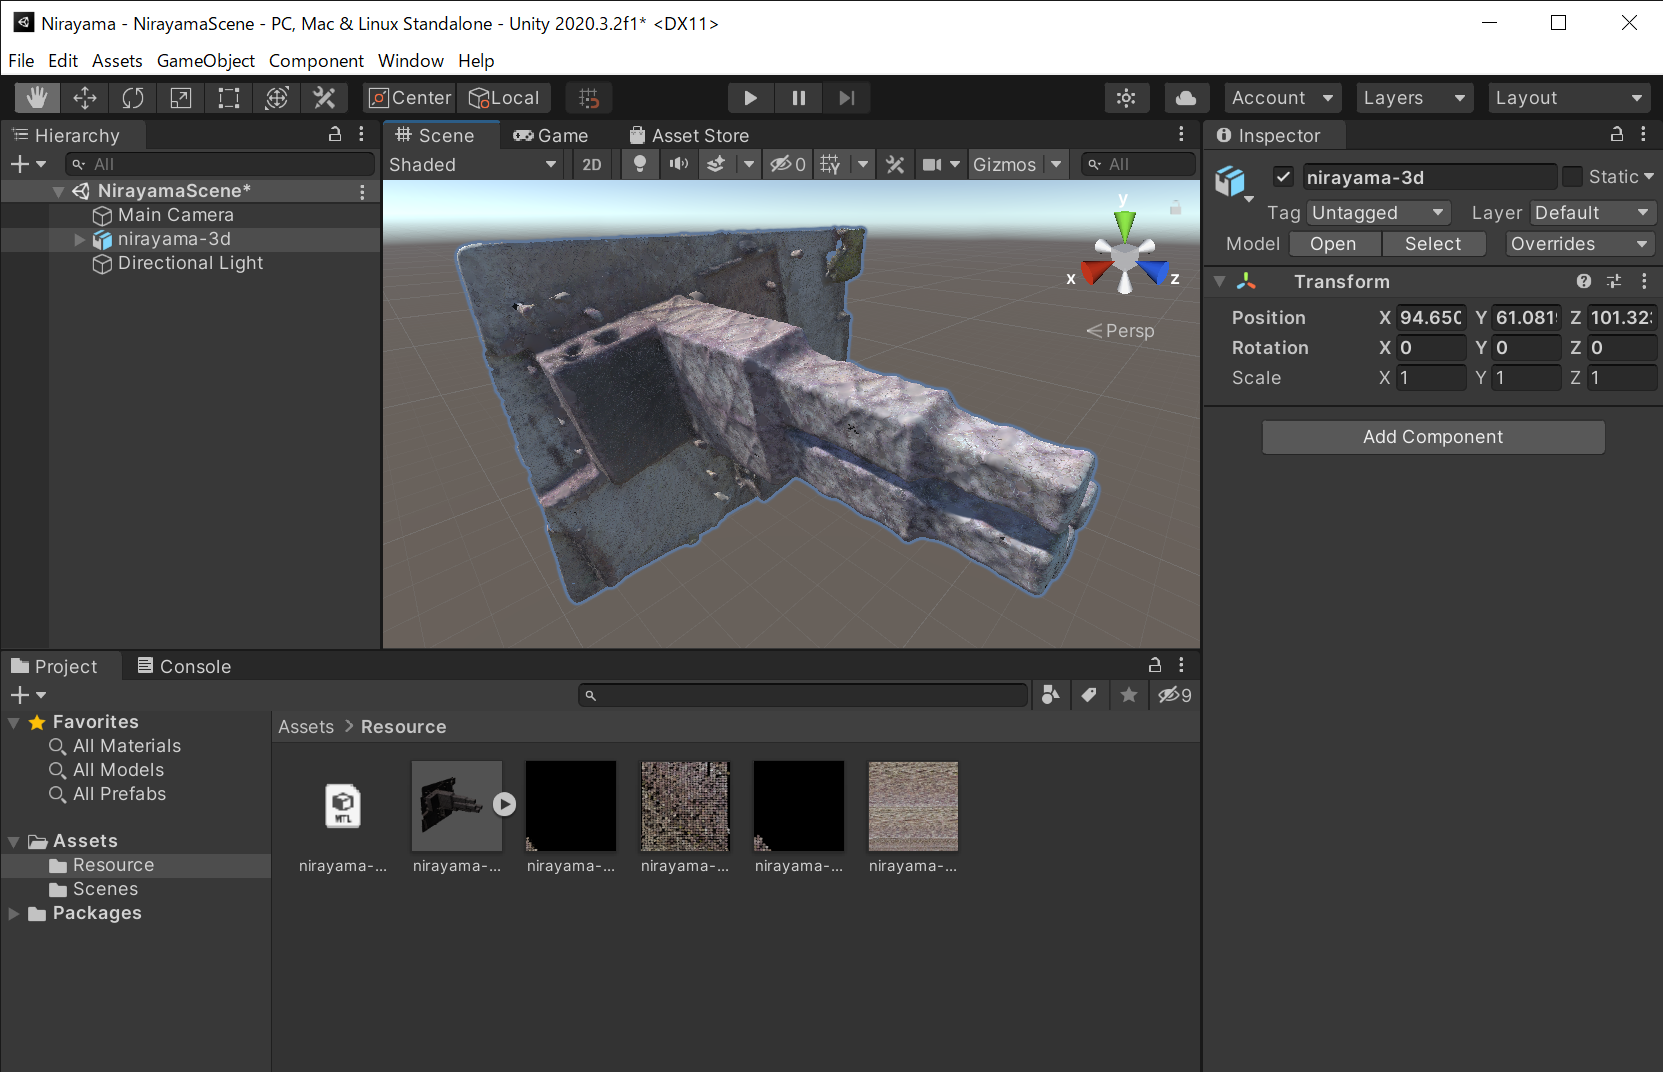 Nirayama - NirayamaScene - PC, Mac & Linux Standalone - Unity 2020.3.2f1* <DX11>
File Edit Assets GameObject Component Window Help
Center Local Account Layers Layout
Hierarchy
All
NirayamaScene*
Main Camera
nirayama-3d
Directional Light
Scene Game Asset Store
Shaded 2D 0 Gizmos All
y
x z
Persp
Inspector
nirayama-3d Static
Tag Untagged Layer Default
Model Open Select Overrides
Transform
Position X 94.650 Y 61.081 Z 101.32
Rotation X 0 Y 0 Z 0
Scale X 1 Y 1 Z 1
Add Component
Project Console
9
Favorites
All Materials
All Models
All Prefabs
Assets
Resource
Scenes
Packages
Assets > Resource
MTL
nirayama-... nirayama-... nirayama-... nirayama-... nirayama-... nirayama-...